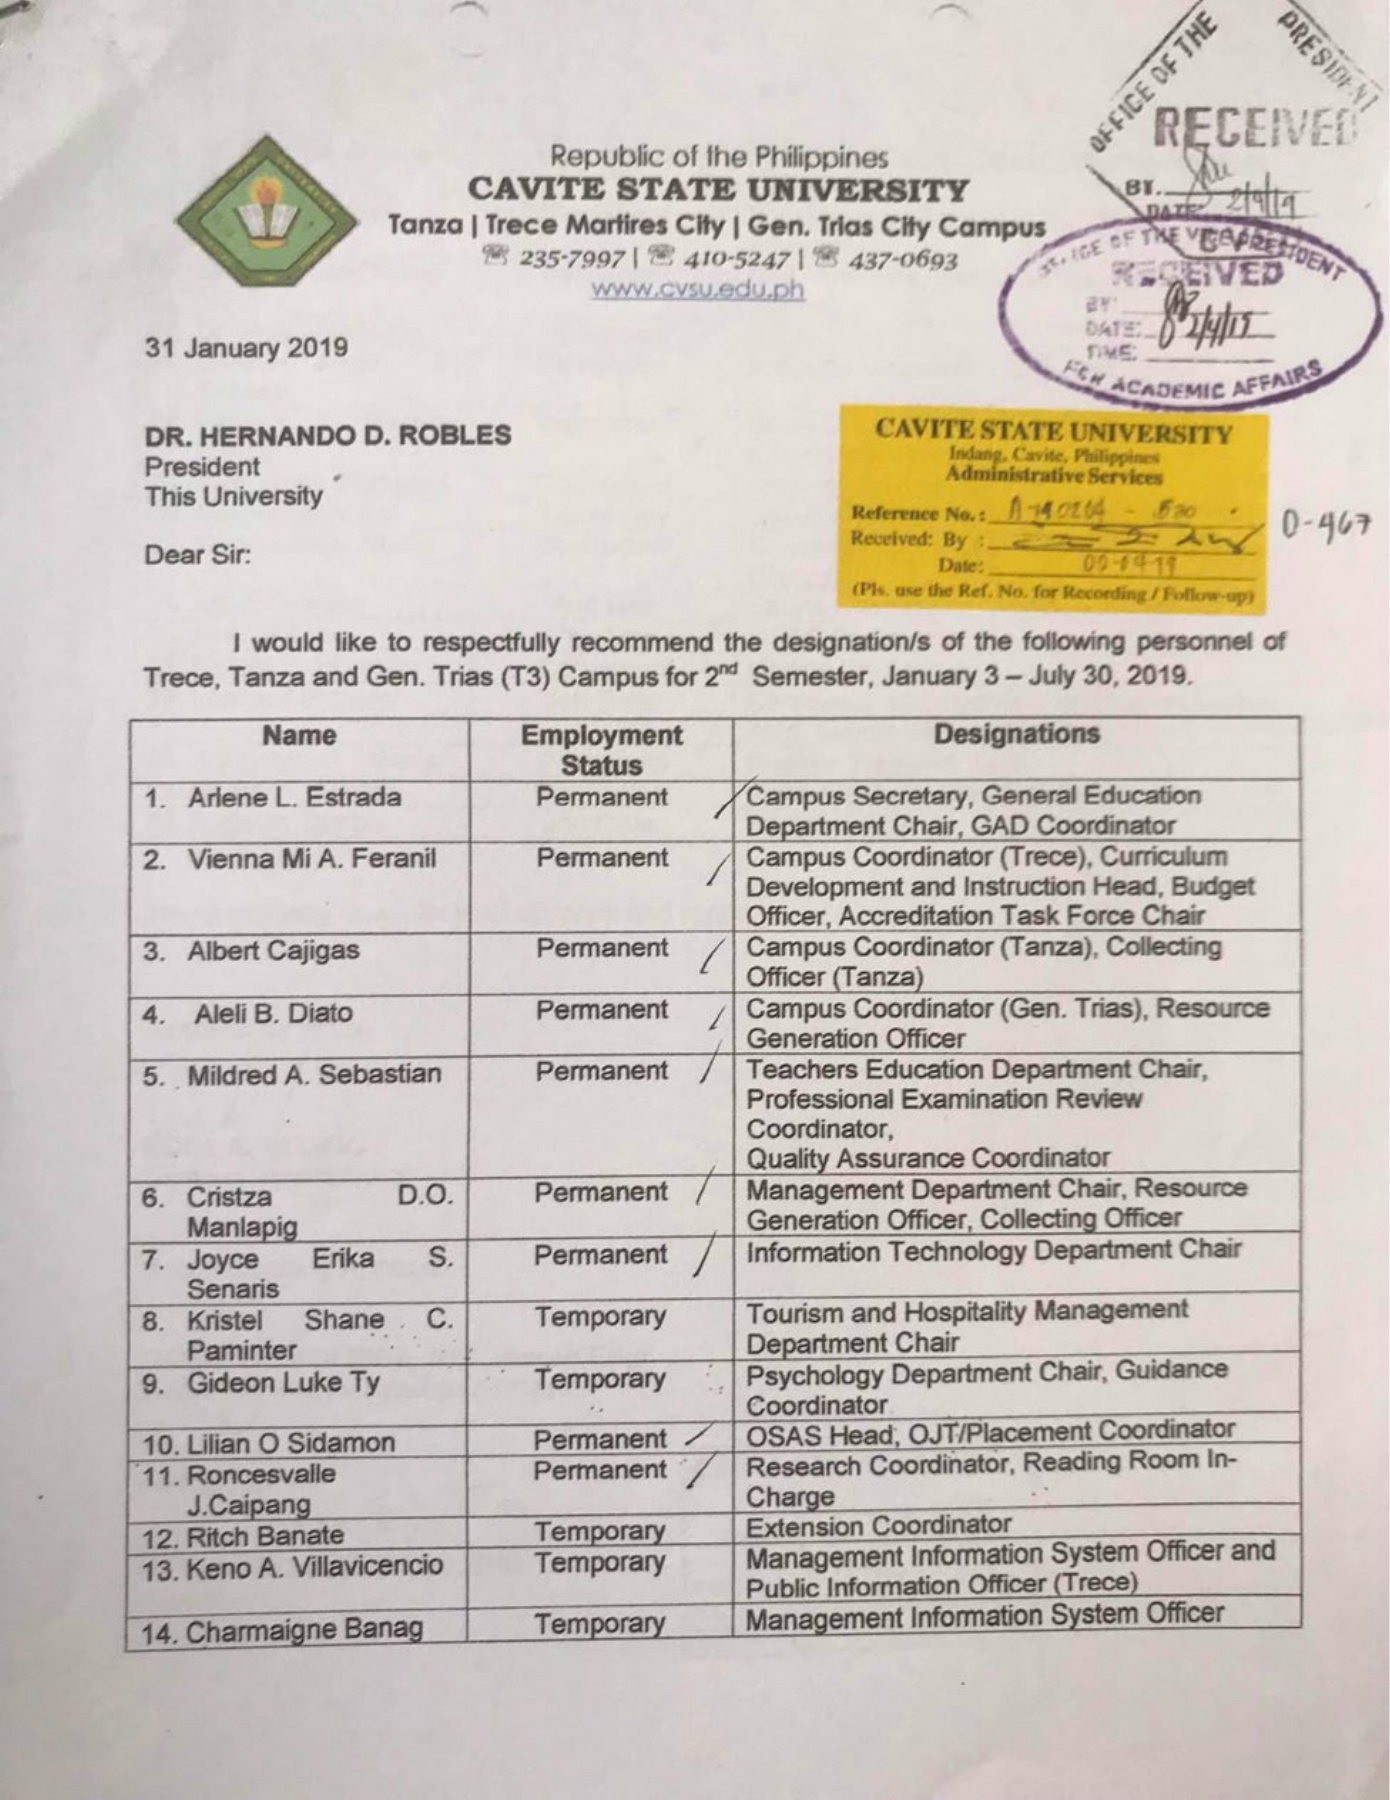 OFFICE OF THE PRESIDENT
RECEIVED
BY.
DATE: 2/4/19
Republic of the Philippines
CAVITE STATE UNIVERSITY
Tanza | Trece Martires City | Gen. Trias City Campus
☏ 235-7997 | ☏ 410-5247 | ☏ 437-0693
www.cvsu.edu.ph
OFFICE OF THE VICE PRESIDENT
RECEIVED
BY:
DATE: 2/4/19
TIME:
FOR ACADEMIC AFFAIRS
31 January 2019
DR. HERNANDO D. ROBLES
President
This University
CAVITE STATE UNIVERSITY
Indang, Cavite, Philippines
Administrative Services
Reference No.:
Received: By :
Date: 02-04-19
(Pls. use the Ref. No. for Recording / Follow-up)
0-467
Dear Sir:
I would like to respectfully recommend the designation/s of the following personnel of
Trece, Tanza and Gen. Trias (T3) Campus for 2nd Semester, January 3 – July 30, 2019.
Name Employment Status Designations
1. Arlene L. Estrada Permanent Campus Secretary, General Education
Department Chair, GAD Coordinator
2. Vienna Mi A. Feranil Permanent Campus Coordinator (Trece), Curriculum
Development and Instruction Head, Budget
Officer, Accreditation Task Force Chair
3. Albert Cajigas Permanent Campus Coordinator (Tanza), Collecting
Officer (Tanza)
4. Aleli B. Diato Permanent Campus Coordinator (Gen. Trias), Resource
Generation Officer
5. Mildred A. Sebastian Permanent Teachers Education Department Chair,
Professional Examination Review
Coordinator,
Quality Assurance Coordinator
6. Cristza D.O. Permanent Management Department Chair, Resource
Manlapig Generation Officer, Collecting Officer
7. Joyce Erika S. Permanent Information Technology Department Chair
Senaris
8. Kristel Shane C. Temporary Tourism and Hospitality Management
Paminter Department Chair
9. Gideon Luke Ty Temporary Psychology Department Chair, Guidance
Coordinator
10. Lilian O Sidamon Permanent OSAS Head, OJT/Placement Coordinator
11. Roncesvalle Permanent Research Coordinator, Reading Room In-
J.Caipang Charge
12. Ritch Banate Temporary Extension Coordinator
13. Keno A. Villavicencio Temporary Management Information System Officer and
Public Information Officer (Trece)
14. Charmaigne Banag Temporary Management Information System Officer